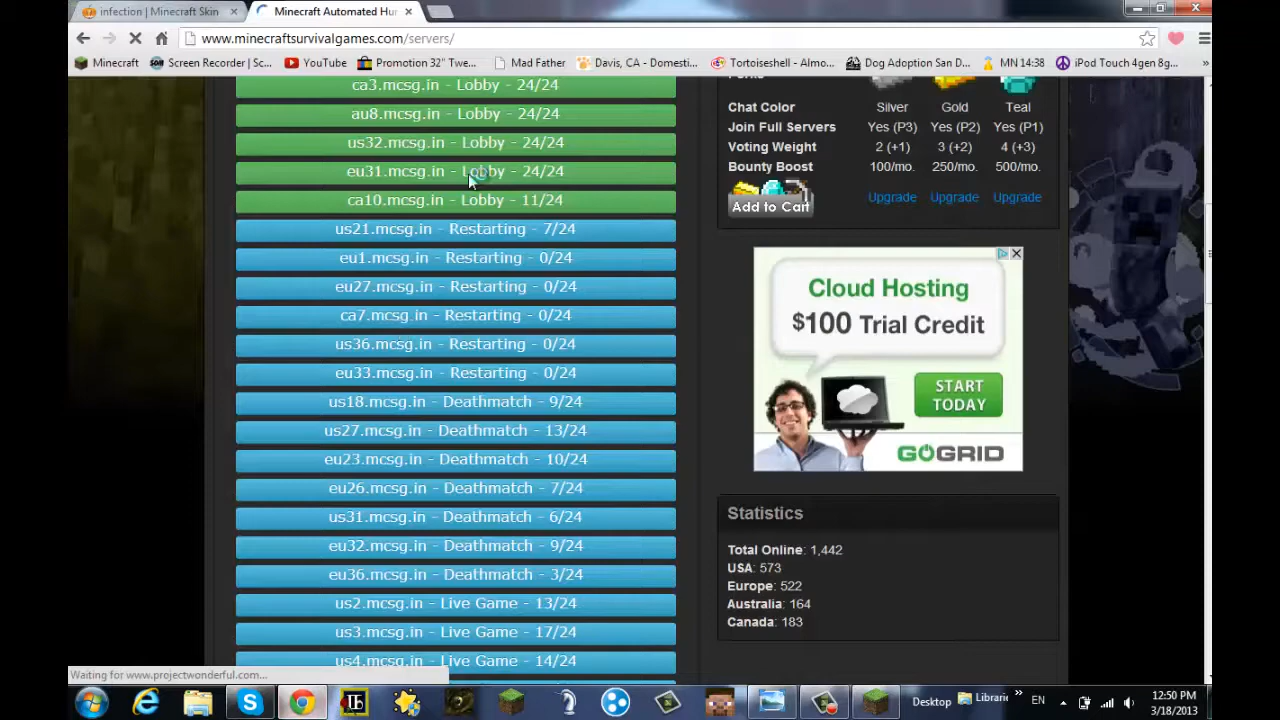 infection | Minecraft Skin
Minecraft Automated Hu
www.minecraftsurvivalgames.com/servers/
Minecraft
Screen Recorder | Sc...
YouTube
Promotion 32" Twe...
Mad Father
Davis, CA - Domesti...
Tortoiseshell - Almo...
Dog Adoption San D...
MN 14:38
iPod Touch 4gen 8g...
»
ca3.mcsg.in - Lobby - 24/24
au8.mcsg.in - Lobby - 24/24
us32.mcsg.in - Lobby - 24/24
eu31.mcsg.in - Lobby - 24/24
ca10.mcsg.in - Lobby - 11/24
us21.mcsg.in - Restarting - 7/24
eu1.mcsg.in - Restarting - 0/24
eu27.mcsg.in - Restarting - 0/24
ca7.mcsg.in - Restarting - 0/24
us36.mcsg.in - Restarting - 0/24
eu33.mcsg.in - Restarting - 0/24
us18.mcsg.in - Deathmatch - 9/24
us27.mcsg.in - Deathmatch - 13/24
eu23.mcsg.in - Deathmatch - 10/24
eu26.mcsg.in - Deathmatch - 7/24
us31.mcsg.in - Deathmatch - 6/24
eu32.mcsg.in - Deathmatch - 9/24
eu36.mcsg.in - Deathmatch - 3/24
us2.mcsg.in - Live Game - 13/24
us3.mcsg.in - Live Game - 17/24
us4.mcsg.in - Live Game - 14/24
Perks
Chat Color Silver Gold Teal
Join Full Servers Yes (P3) Yes (P2) Yes (P1)
Voting Weight 2 (+1) 3 (+2) 4 (+3)
Bounty Boost 100/mo. 250/mo. 500/mo.
Add to Cart Upgrade Upgrade Upgrade
Cloud Hosting
$100 Trial Credit
START
TODAY
GOGRID
Statistics
Total Online: 1,442
USA: 573
Europe: 522
Australia: 164
Canada: 183
Waiting for www.projectwonderful.com...
Desktop
Librarie
»
EN
12:50 PM
3/18/2013